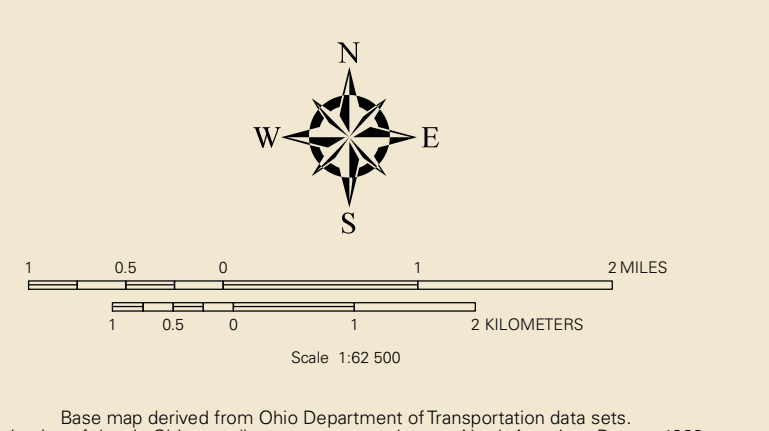 N
W E
S
1 0.5 0 1 2 MILES
1 0.5 0 1 2 KILOMETERS
Scale 1:62 500
Base map derived from Ohio Department of Transportation data sets.